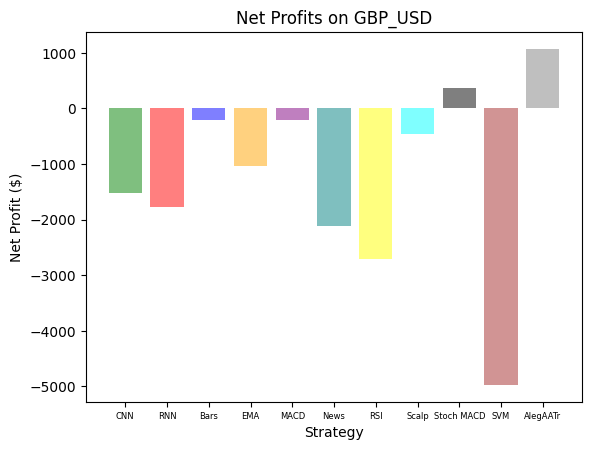 Net Profits on GBP_USD
Net Profit ($)
1000
0
−1000
−2000
−3000
−4000
−5000
CNN RNN Bars EMA MACD News RSI Scalp Stoch MACD SVM AlegAATr
Strategy